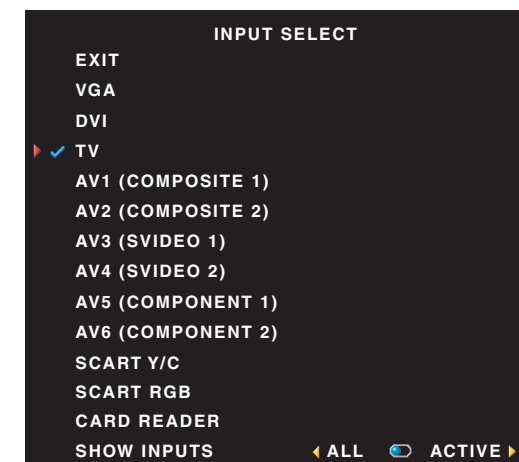 INPUT SELECT
EXIT
VGA
DVI
TV
AV1 (COMPOSITE 1)
AV2 (COMPOSITE 2)
AV3 (SVIDEO 1)
AV4 (SVIDEO 2)
AV5 (COMPONENT 1)
AV6 (COMPONENT 2)
SCART Y/C
SCART RGB
CARD READER
SHOW INPUTS ALL ACTIVE